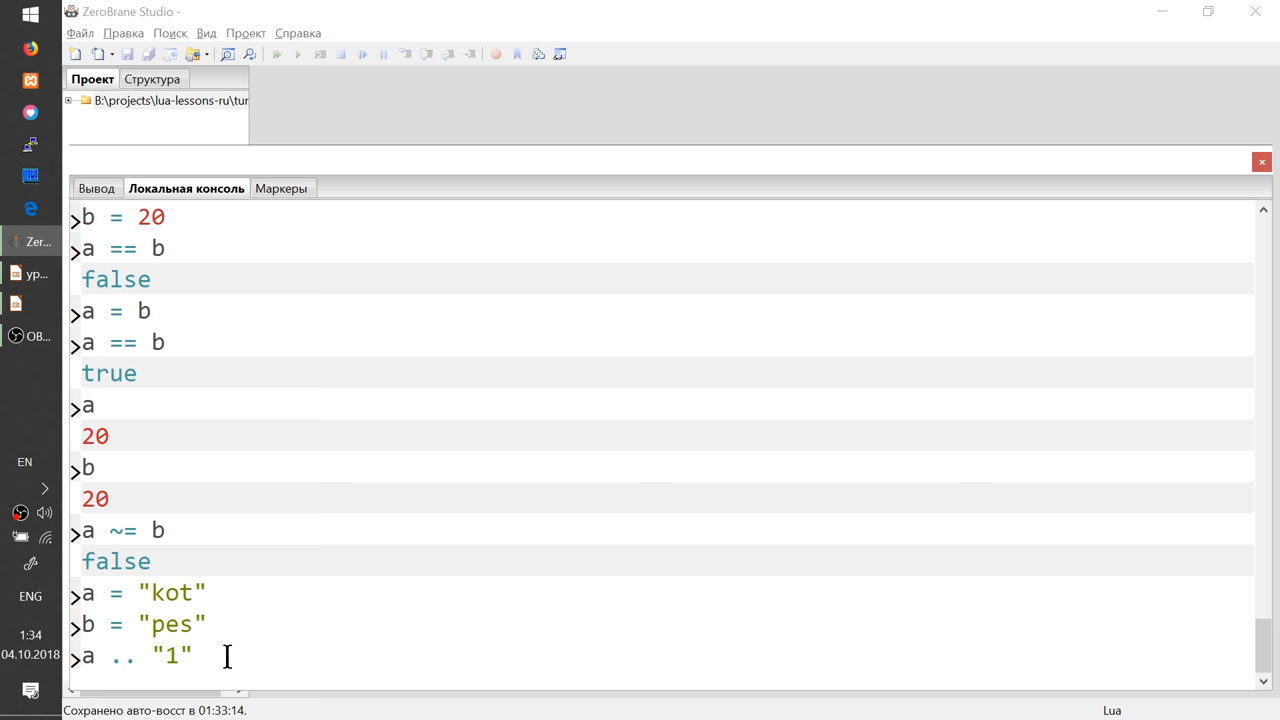 ZeroBrane Studio -
Файл Правка Поиск Вид Проект Справка
Проект Структура
B:\projects\lua-lessons-ru\tur
Вывод Локальная консоль Маркеры
b = 20
a == b
false
a = b
a == b
true
a
20
b
20
a ~= b
false
a = "kot"
b = "pes"
a .. "1"
Сохранено авто-восст в 01:33:14.
Lua
Zer...
ур...
OB...
EN
ENG
1:34
04.10.2018